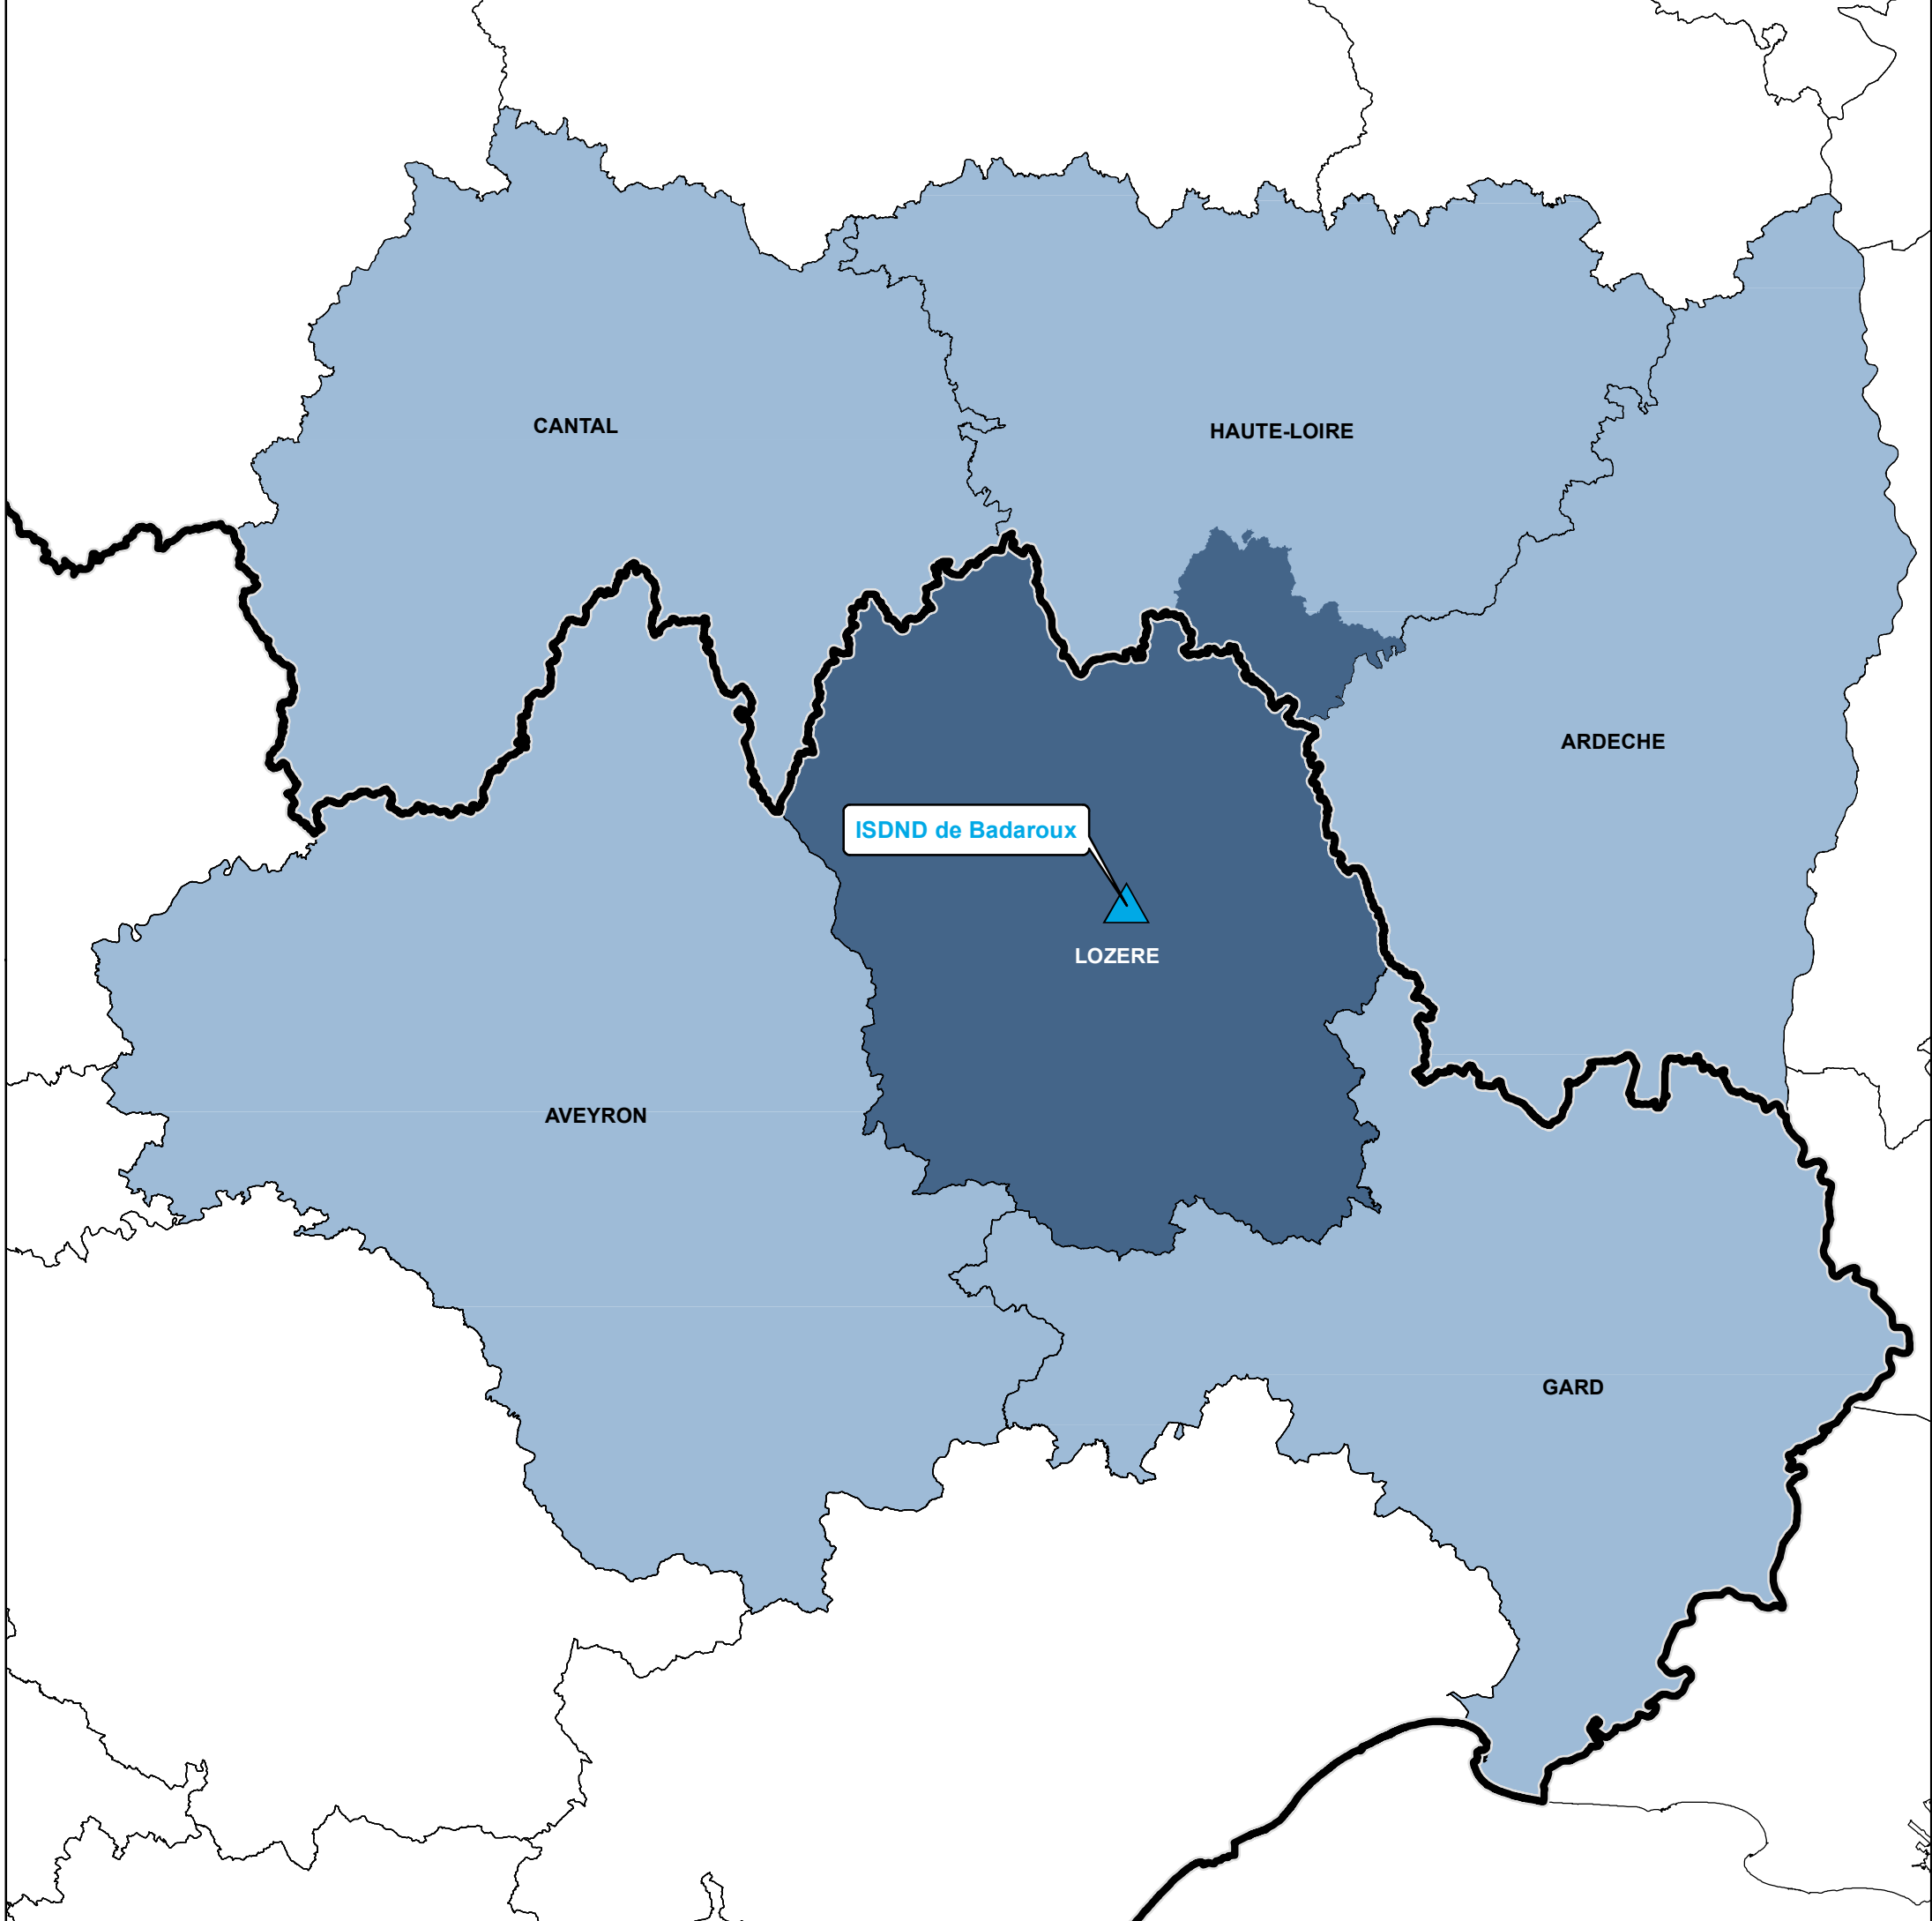 CANTAL
HAUTE-LOIRE
ARDECHE
ISDND de Badaroux
LOZERE
AVEYRON
GARD